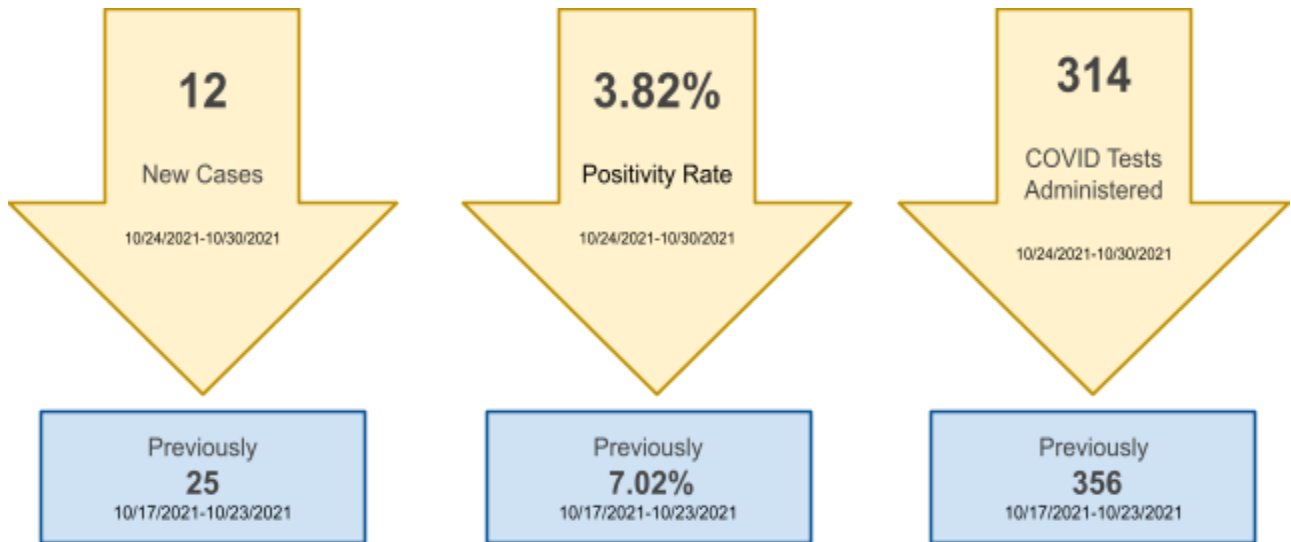 12
New Cases
10/24/2021-10/30/2021
Previously
25
10/17/2021-10/23/2021
3.82%
Positivity Rate
10/24/2021-10/30/2021
Previously
7.02%
10/17/2021-10/23/2021
314
COVID Tests
Administered
10/24/2021-10/30/2021
Previously
356
10/17/2021-10/23/2021